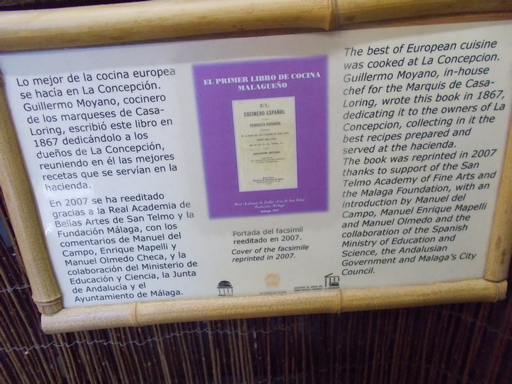 Lo mejor de la cocina europea
se hacía en La Concepción.
Guillermo Moyano, cocinero
de los marqueses de Casa-
Loring, escribió este libro en
1867 dedicándolo a los
dueños de La Concepción,
reuniendo en él las mejores
recetas que se servían en la
hacienda.
En 2007 se ha reeditado
gracias a la Real Academia de
Bellas Artes de San Telmo y la
Fundación Málaga, con los
comentarios de Manuel del
Campo, Enrique Mapelli y
Manuel Olmedo Checa, y la
colaboración del Ministerio de
Educación y Ciencia, la Junta
de Andalucía y el
Ayuntamiento de Málaga.
EL PRIMER LIBRO DE COCINA
MALAGUEÑO
EL
COCINERO ESPAÑOL
Portada del facsímil
reeditado en 2007.
Cover of the facsimile
reprinted in 2007.
The best of European cuisine
was cooked at La Concepcion.
Guillermo Moyano, in-house
chef for the Marquis de Casa-
Loring, wrote this book in 1867,
dedicating it to the owners of La
Concepcion, collecting in it the
best recipes prepared and
served at the hacienda.
The book was reprinted in 2007
thanks to support of the San
Telmo Academy of Fine Arts and
the Malaga Foundation, with an
introduction by Manuel del
Campo, Manuel Enrique Mapelli
and Manuel Olmedo and the
collaboration of the Spanish
Ministry of Education and
Science, the Andalusian
Government and Malaga's City
Council.